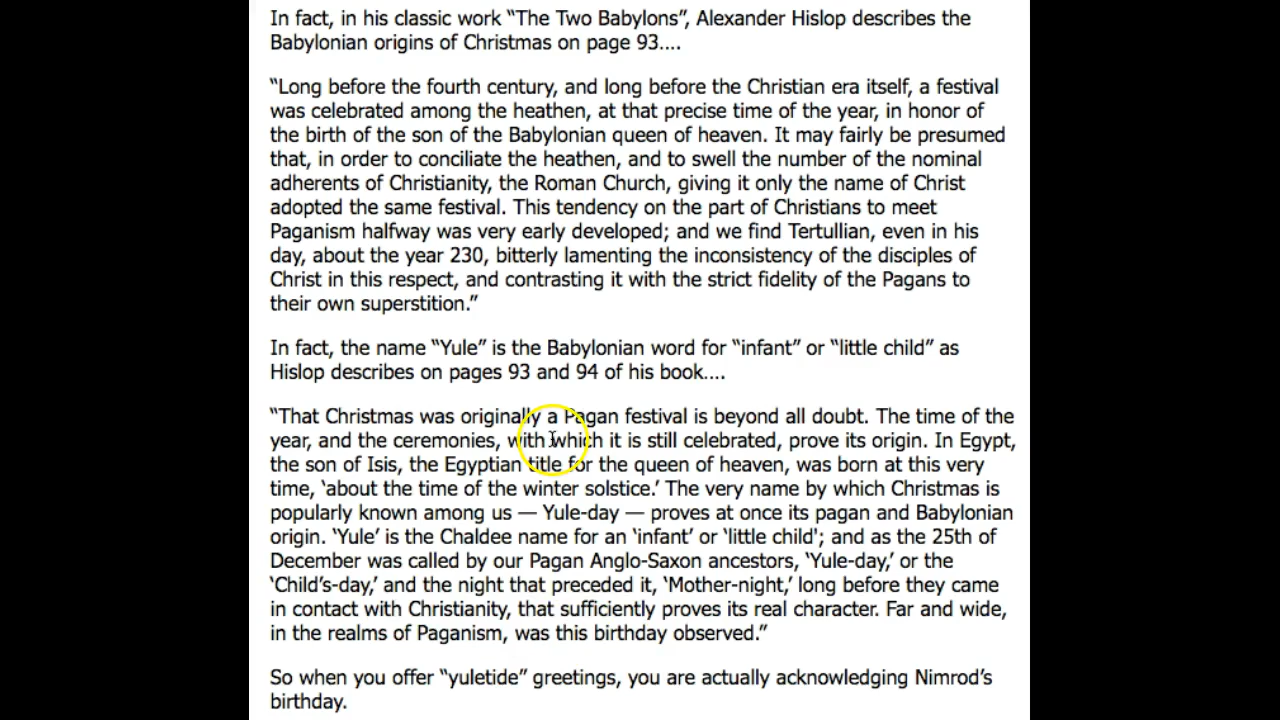 In fact, in his classic work “The Two Babylons”, Alexander Hislop describes the
Babylonian origins of Christmas on page 93....
“Long before the fourth century, and long before the Christian era itself, a festival
was celebrated among the heathen, at that precise time of the year, in honor of
the birth of the son of the Babylonian queen of heaven. It may fairly be presumed
that, in order to conciliate the heathen, and to swell the number of the nominal
adherents of Christianity, the Roman Church, giving it only the name of Christ
adopted the same festival. This tendency on the part of Christians to meet
Paganism halfway was very early developed; and we find Tertullian, even in his
day, about the year 230, bitterly lamenting the inconsistency of the disciples of
Christ in this respect, and contrasting it with the strict fidelity of the Pagans to
their own superstition.”
In fact, the name “Yule” is the Babylonian word for “infant” or “little child” as
Hislop describes on pages 93 and 94 of his book....
“That Christmas was originally a Pagan festival is beyond all doubt. The time of the
year, and the ceremonies, with which it is still celebrated, prove its origin. In Egypt,
the son of Isis, the Egyptian title for the queen of heaven, was born at this very
time, ‘about the time of the winter solstice.’ The very name by which Christmas is
popularly known among us — Yule-day — proves at once its pagan and Babylonian
origin. ‘Yule’ is the Chaldee name for an ‘infant’ or ‘little child'; and as the 25th of
December was called by our Pagan Anglo-Saxon ancestors, ‘Yule-day,’ or the
‘Child’s-day,’ and the night that preceded it, ‘Mother-night,’ long before they came
in contact with Christianity, that sufficiently proves its real character. Far and wide,
in the realms of Paganism, was this birthday observed.”
So when you offer “yuletide” greetings, you are actually acknowledging Nimrod’s
birthday.